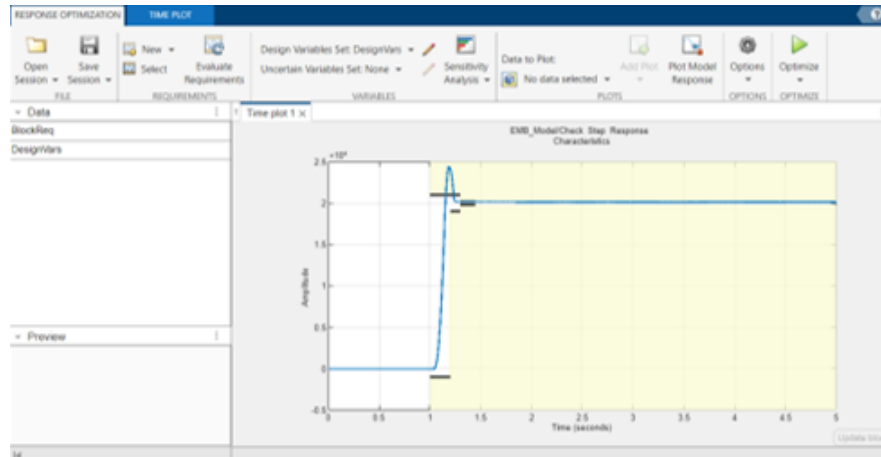 RESPONSE OPTIMIZATION TIME PLOT
Open Session
Save Session
New
Select
Evaluate Requirements
Design Variables Set: DesignVars
Uncertain Variables Set: None
Sensitivity Analysis
Data to Plot:
No data selected
Add Plot
Plot Model Response
Options
Optimize
FILE REQUIREMENTS VARIABLES PLOTS OPTIONS OPTIMIZE
Data
BlockReq
DesignVars
Preview
Time plot 1 ×
EMB_Model/Check Step Response
Characteristics
×10⁴
2.5
2
1.5
1
0.5
0
-0.5
Amplitude
0 0.5 1 1.5 2 2.5 3 3.5 4 4.5 5
Time (seconds)